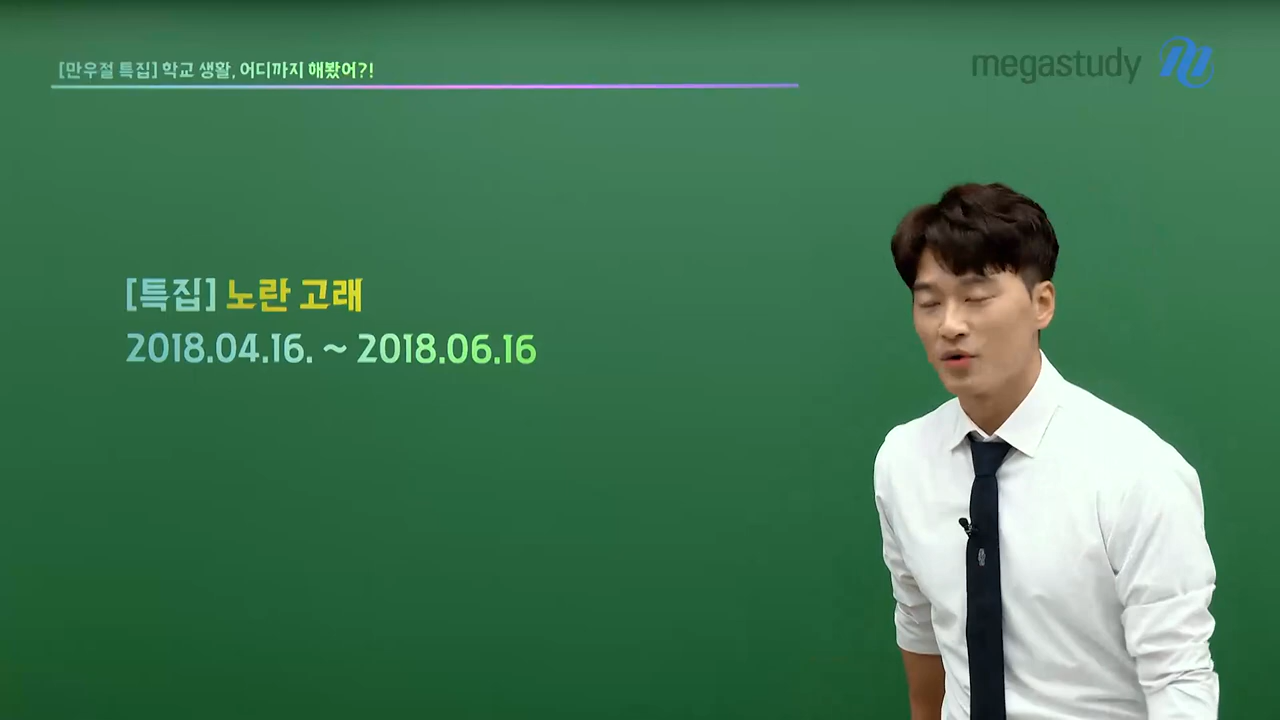 [만우절 특집] 학교 생활, 어디까지 해봤어?!
megastudy
[특집] 노란 고래
2018.04.16. ~ 2018.06.16